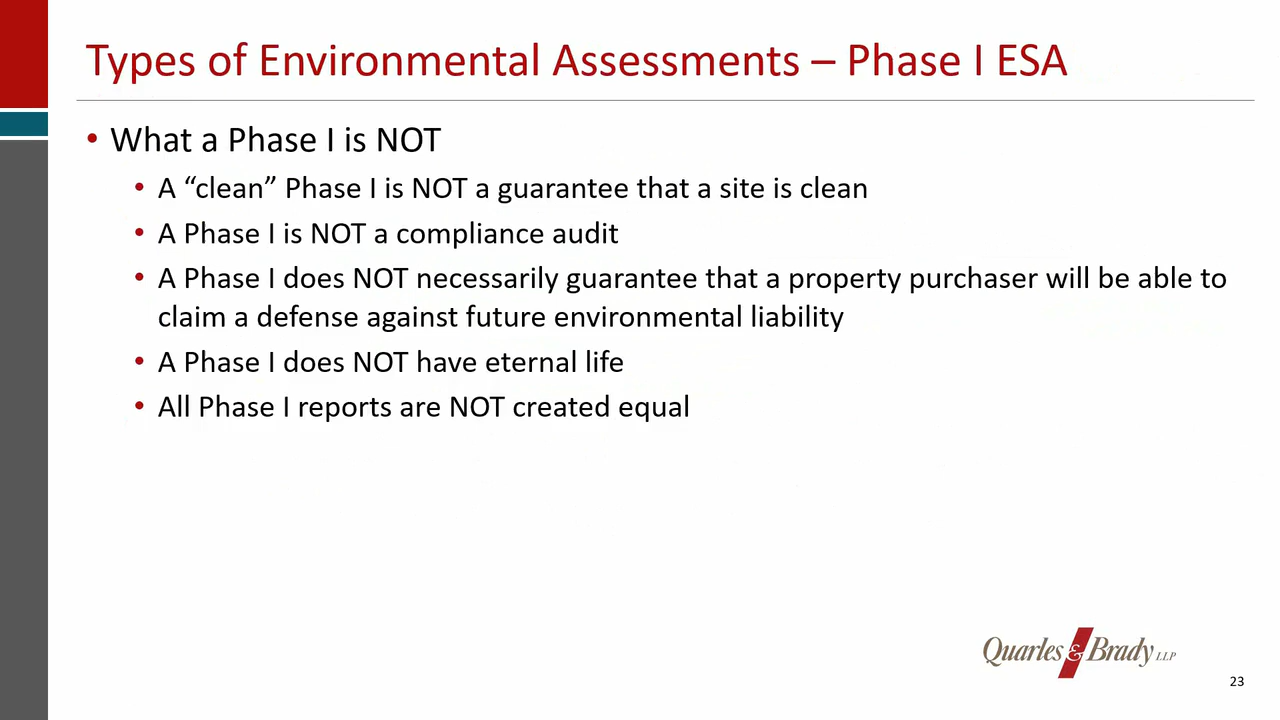 Types of Environmental Assessments – Phase I ESA
• What a Phase I is NOT
• A “clean” Phase I is NOT a guarantee that a site is clean
• A Phase I is NOT a compliance audit
• A Phase I does NOT necessarily guarantee that a property purchaser will be able to
claim a defense against future environmental liability
• A Phase I does NOT have eternal life
• All Phase I reports are NOT created equal
Quarles & Brady LLP
23